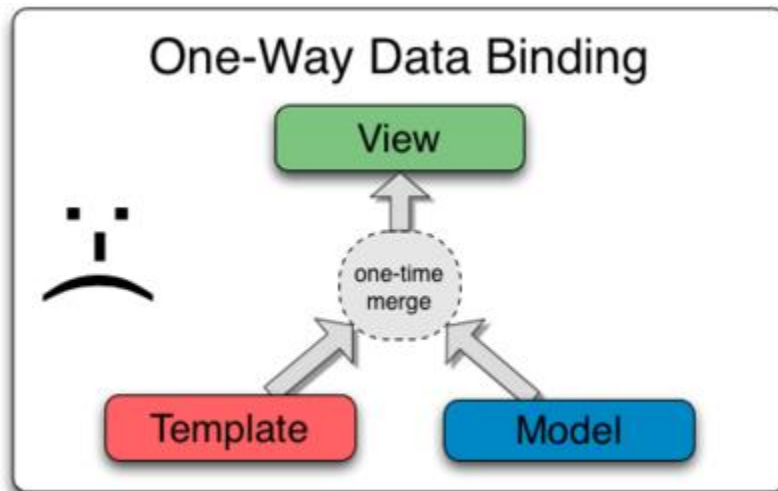 One-Way Data Binding
View
one-time
merge
Template
Model